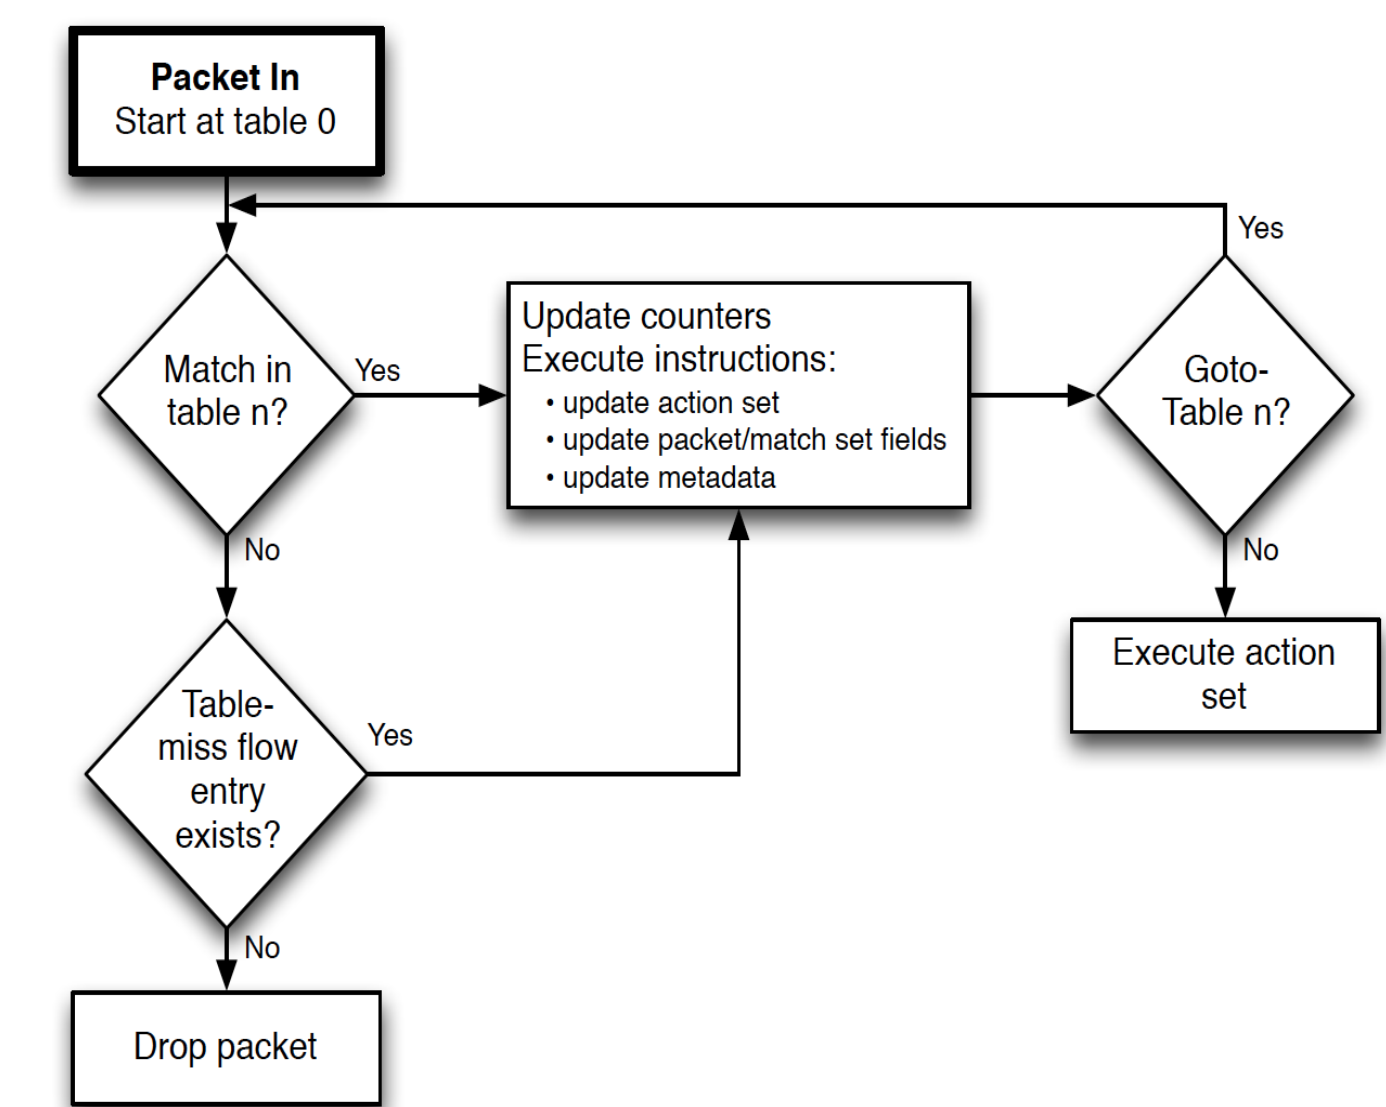 Packet In
Start at table 0
Yes
Match in
table n?
Yes
Update counters
Execute instructions:
• update action set
• update packet/match set fields
• update metadata
Goto-
Table n?
No
No
Execute action
set
Table-
miss flow
entry
exists?
Yes
No
Drop packet